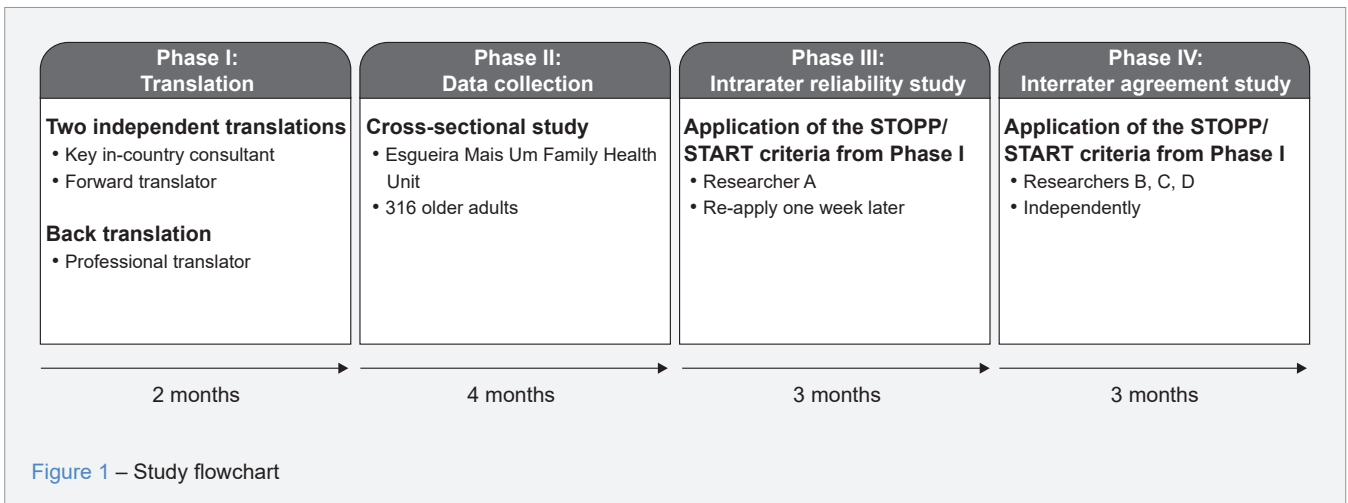 Phase I:
Translation
Two independent translations
• Key in-country consultant
• Forward translator
Back translation
• Professional translator
2 months
Phase II:
Data collection
Cross-sectional study
• Esgueira Mais Um Family Health
Unit
• 316 older adults
4 months
Phase III:
Intrarater reliability study
Application of the STOPP/
START criteria from Phase I
• Researcher A
• Re-apply one week later
3 months
Phase IV:
Interrater agreement study
Application of the STOPP/
START criteria from Phase I
• Researchers B, C, D
• Independently
3 months
Figure 1 – Study flowchart